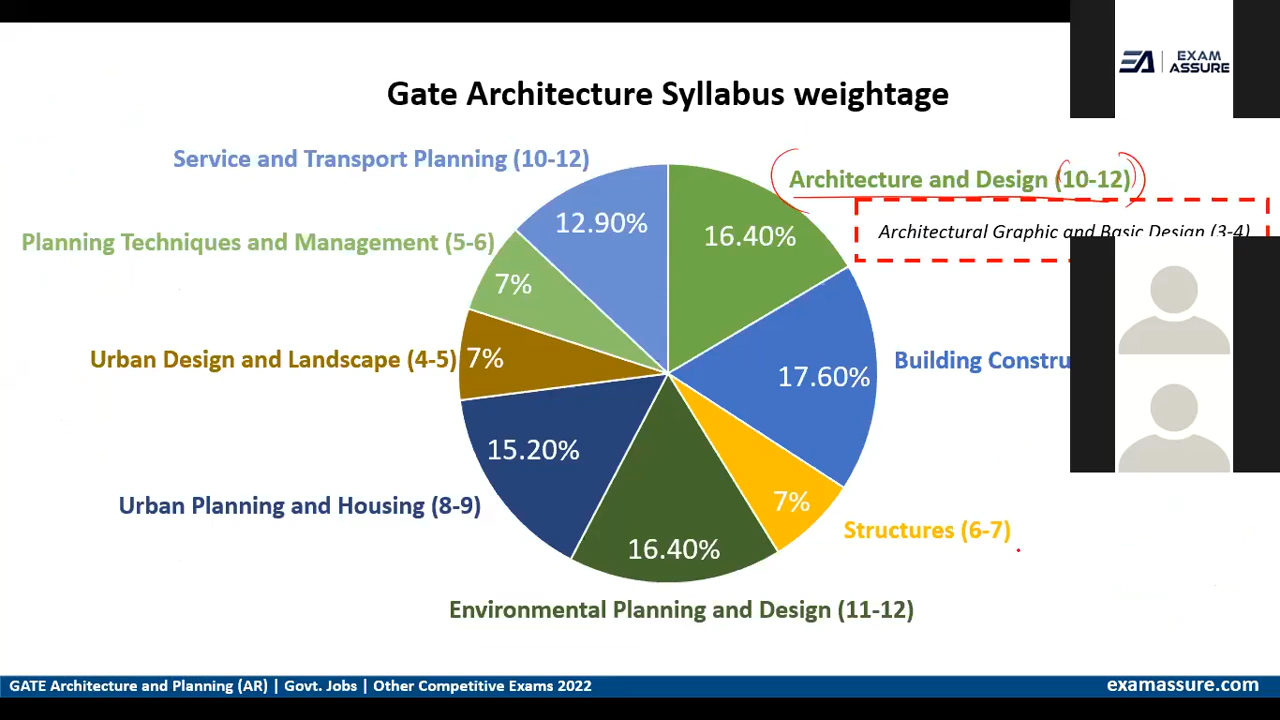 EXAM
ASSURE
Gate Architecture Syllabus weightage
Service and Transport Planning (10-12)
Architecture and Design (10-12)
12.90%
16.40%
Architectural Graphic and Basic Design (3-4)
Planning Techniques and Management (5-6)
7%
Urban Design and Landscape (4-5)
7%
17.60%
Building
15.20%
Urban Planning and Housing (8-9)
7%
Structures (6-7)
16.40%
Environmental Planning and Design (11-12)
GATE Architecture and Planning (AR) | Govt. Jobs | Other Competitive Exams 2022
examassure.com